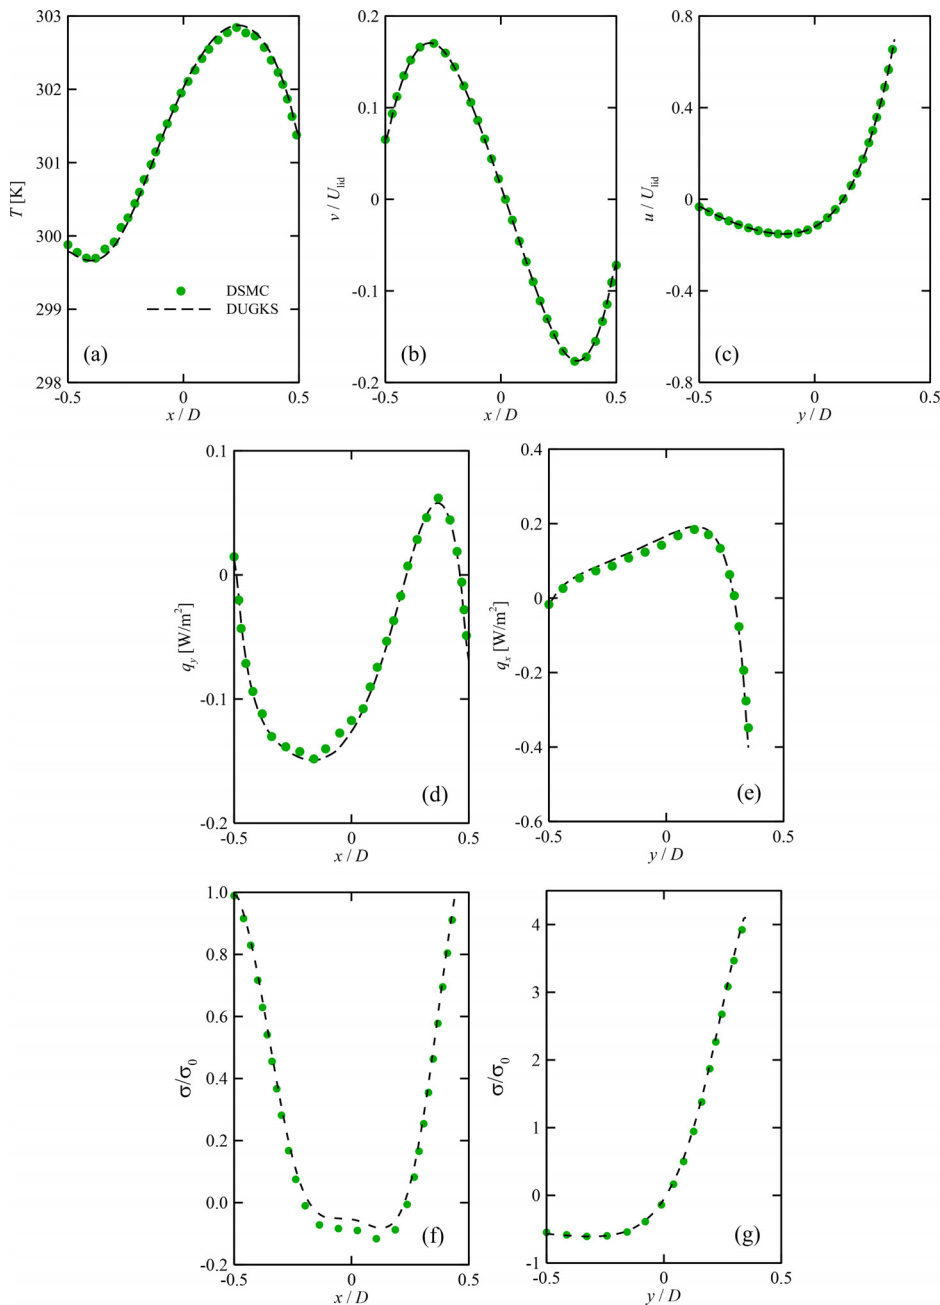 303
302
301
300
299
298
T [K]
DSMC
DUGKS
(a)
-0.5
0
0.5
x / D
0.2
0.1
0
-0.1
-0.2
v / U_lid
(b)
-0.5
0
0.5
x / D
0.8
0.4
0
-0.4
-0.8
u / U_lid
(c)
-0.5
0
0.5
y / D
0.1
0
-0.1
-0.2
q_y [W/m²]
(d)
-0.5
0
0.5
x / D
0.4
0.2
0
-0.2
-0.4
-0.6
q_x [W/m²]
(e)
-0.5
0
0.5
y / D
1.0
0.8
0.6
0.4
0.2
0.0
-0.2
σ/σ₀
(f)
-0.5
0
0.5
x / D
4
3
2
1
0
-1
σ/σ₀
(g)
-0.5
0
0.5
y / D